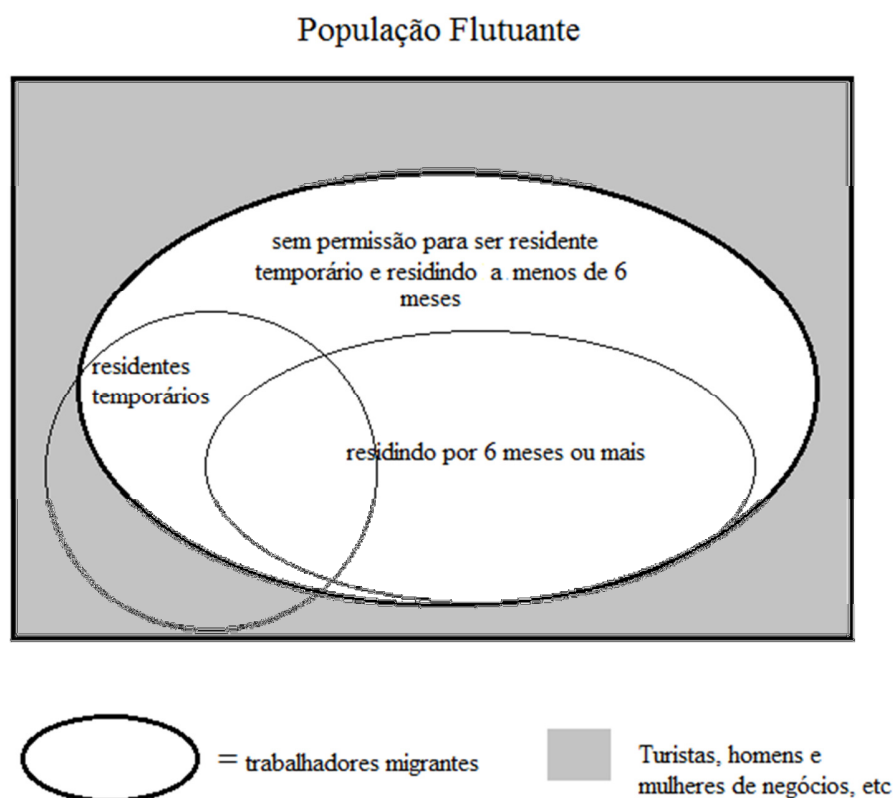 População Flutuante
sem permissão para ser residente
temporário e residindo a menos de 6
meses
residentes
temporários
residindo por 6 meses ou mais
= trabalhadores migrantes
Turistas, homens e
mulheres de negócios, etc